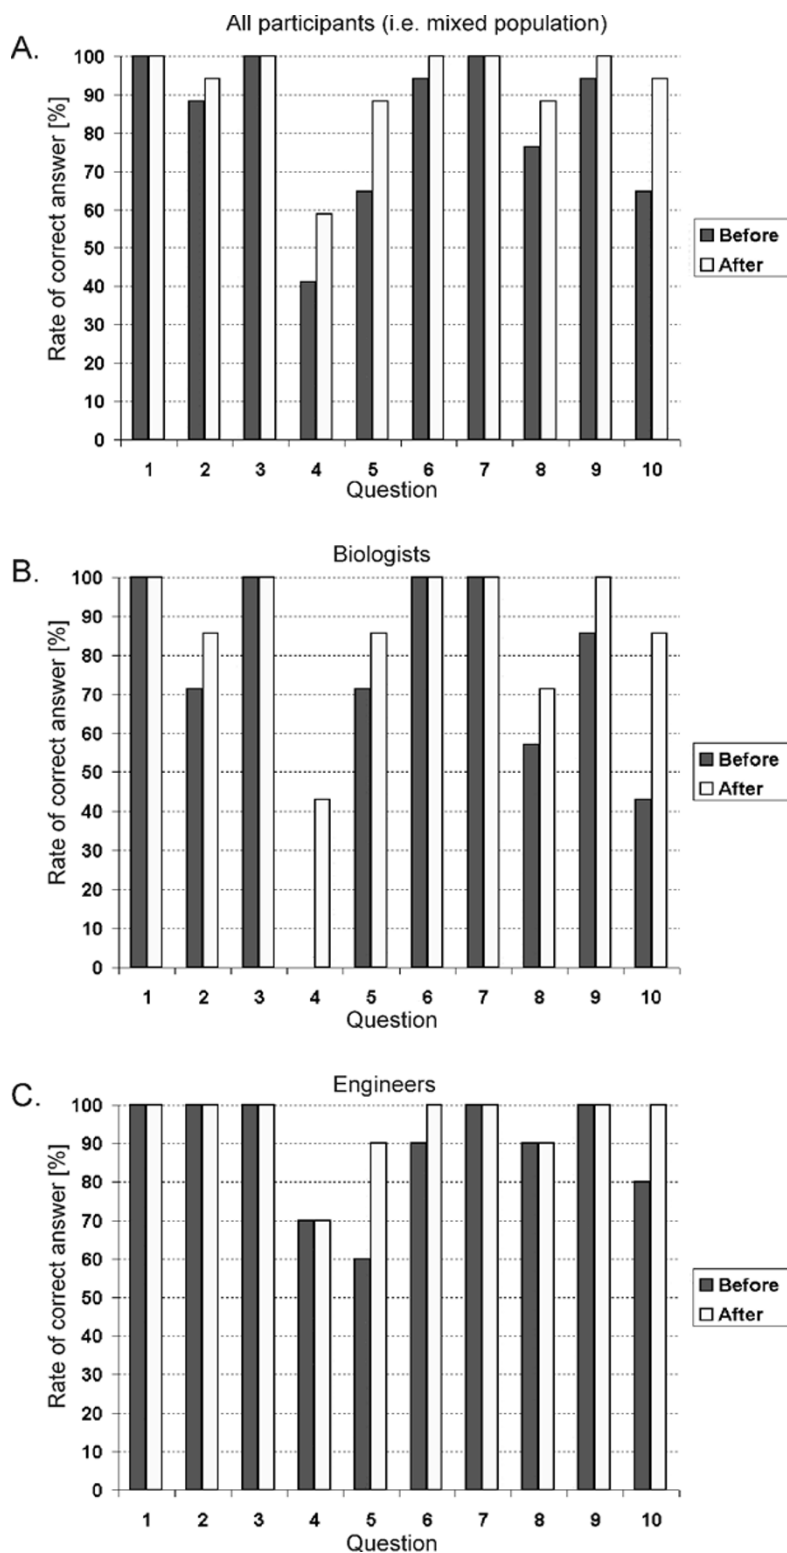 All participants (i.e. mixed population)
A.
Rate of correct answer [%]
100
90
80
70
60
50
40
30
20
10
0
1 2 3 4 5 6 7 8 9 10
Question
Before
After
Biologists
B.
Rate of correct answer [%]
100
90
80
70
60
50
40
30
20
10
0
1 2 3 4 5 6 7 8 9 10
Question
Before
After
Engineers
C.
Rate of correct answer [%]
100
90
80
70
60
50
40
30
20
10
0
1 2 3 4 5 6 7 8 9 10
Question
Before
After